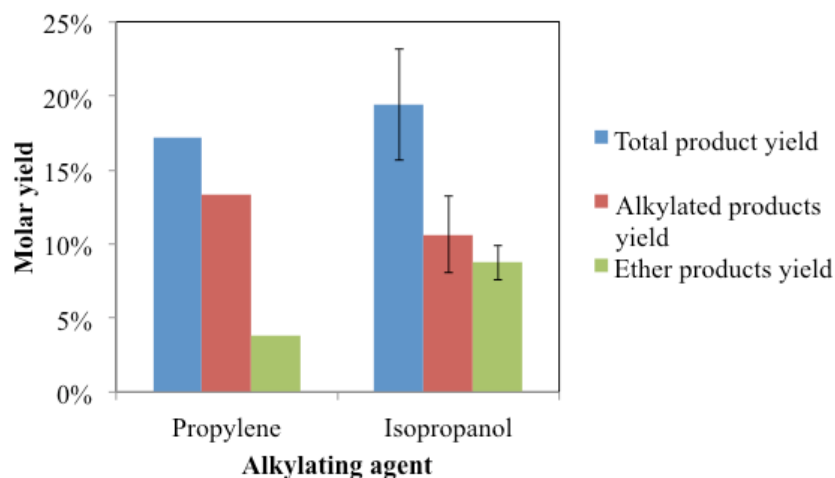 25%
20%
15%
10%
5%
0%
Molar yield
Propylene
Isopropanol
Alkylating agent
Total product yield
Alkylated products
yield
Ether products yield